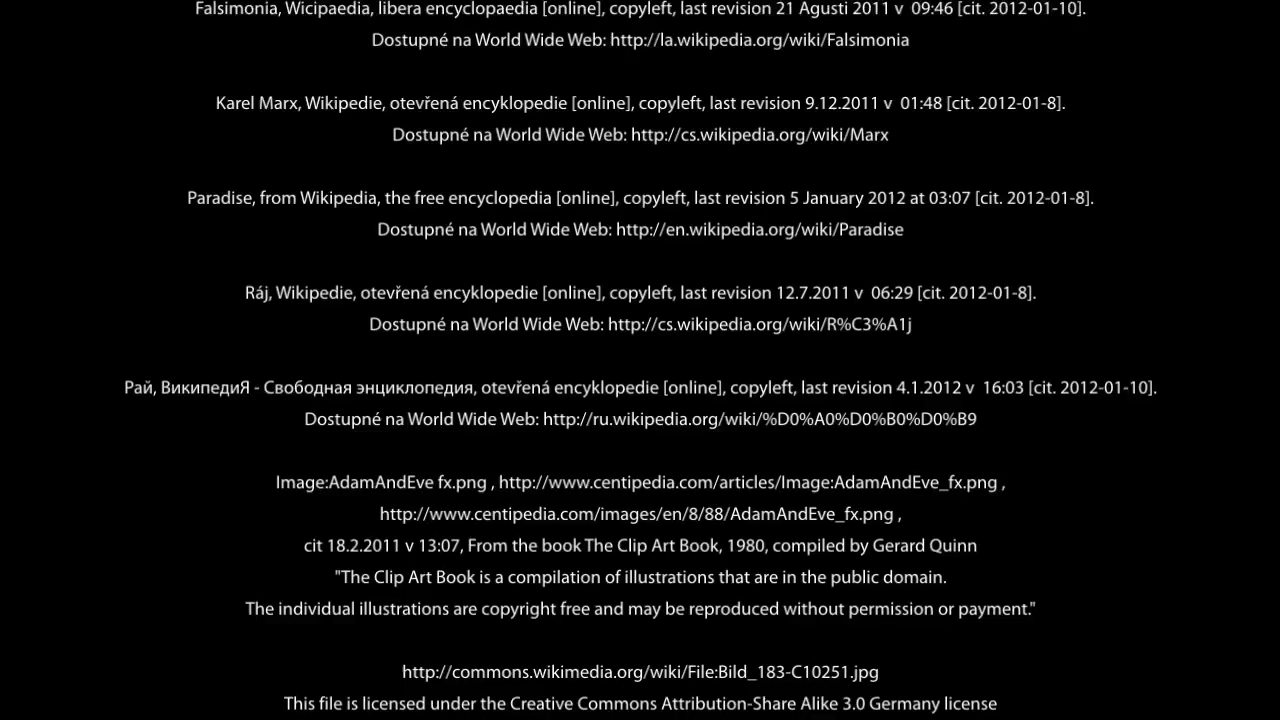 Falsimonia, Wicipaedia, libera encyclopaedia [online], copyleft, last revision 21 Agusti 2011 v  09:46 [cit. 2012-01-10].
Dostupné na World Wide Web: http://la.wikipedia.org/wiki/Falsimonia
Karel Marx, Wikipedie, otevřená encyklopedie [online], copyleft, last revision 9.12.2011 v  01:48 [cit. 2012-01-8].
Dostupné na World Wide Web: http://cs.wikipedia.org/wiki/Marx
Paradise, from Wikipedia, the free encyclopedia [online], copyleft, last revision 5 January 2012 at 03:07 [cit. 2012-01-8].
Dostupné na World Wide Web: http://en.wikipedia.org/wiki/Paradise
Ráj, Wikipedie, otevřená encyklopedie [online], copyleft, last revision 12.7.2011 v  06:29 [cit. 2012-01-8].
Dostupné na World Wide Web: http://cs.wikipedia.org/wiki/R%C3%A1j
Рай, ВикипедиЯ - Свободная энциклопедия, otevřená encyklopedie [online], copyleft, last revision 4.1.2012 v  16:03 [cit. 2012-01-10].
Dostupné na World Wide Web: http://ru.wikipedia.org/wiki/%D0%A0%D0%B0%D0%B9
Image:AdamAndEve fx.png , http://www.centipedia.com/articles/Image:AdamAndEve_fx.png ,
http://www.centipedia.com/images/en/8/88/AdamAndEve_fx.png ,
cit 18.2.2011 v 13:07, From the book The Clip Art Book, 1980, compiled by Gerard Quinn
"The Clip Art Book is a compilation of illustrations that are in the public domain.
The individual illustrations are copyright free and may be reproduced without permission or payment."
http://commons.wikimedia.org/wiki/File:Bild_183-C10251.jpg
This file is licensed under the Creative Commons Attribution-Share Alike 3.0 Germany license